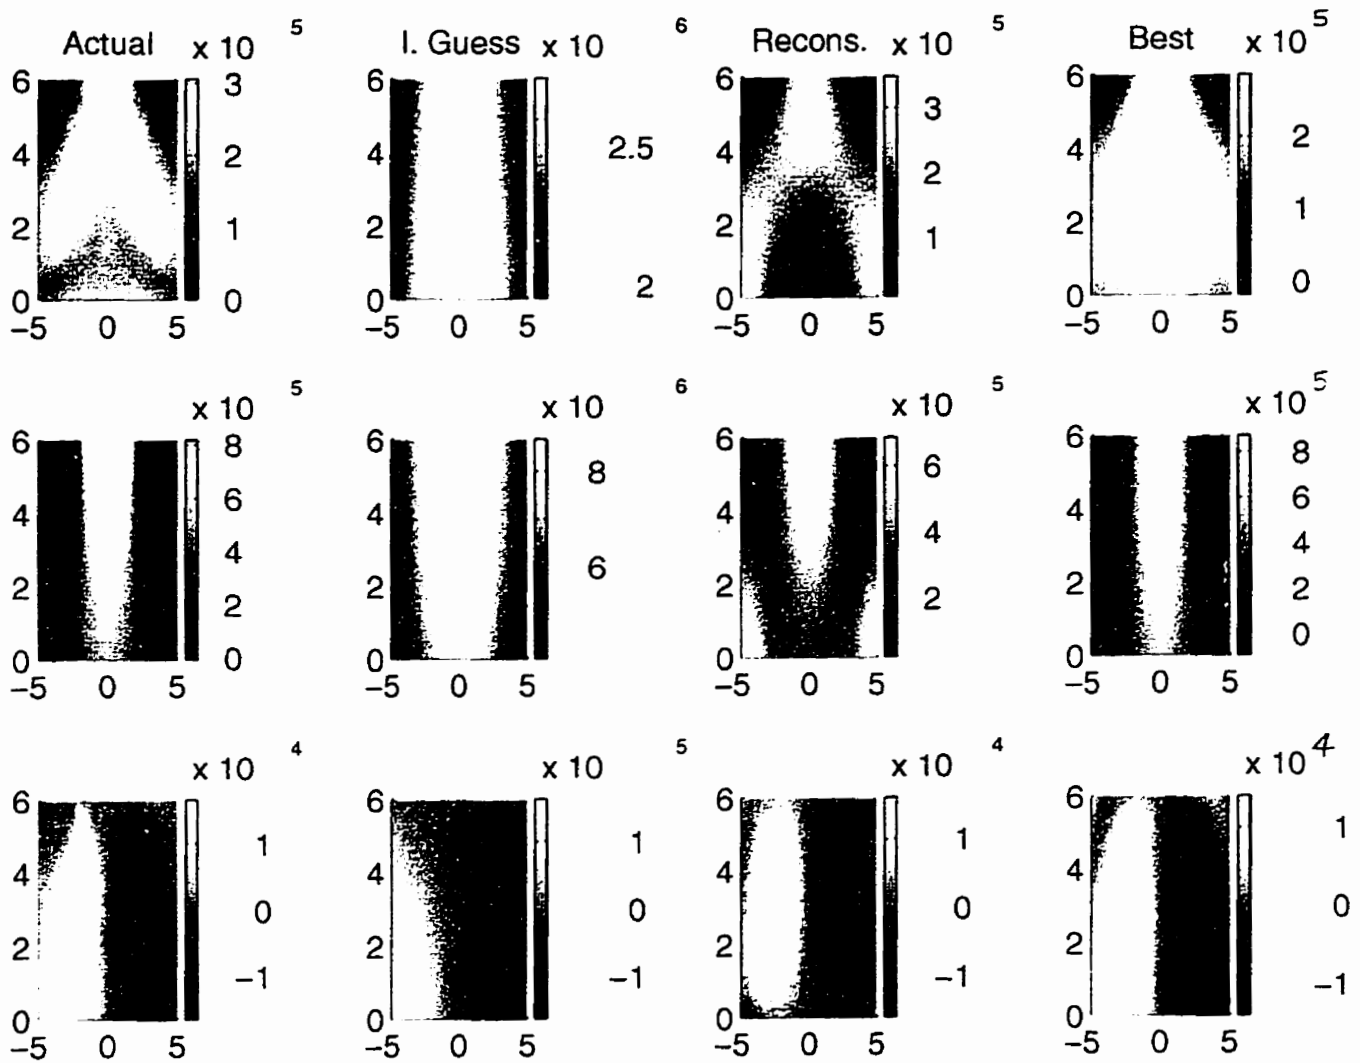 5 6 5 5
Actual x 10 I. Guess x 10 Recons. x 10 Best x 10
6 3 6 6 3 6
4 2 4 2.5 4 2 4 2
2 1 2 2 1 2 1
0 0 0 2 0 0 0
-5 0 5 -5 0 5 -5 0 5 -5 0 5
5 6 5 5
x 10 x 10 x 10 x 10
6 8 6 8 6 6 6 8
4 6 4 4 4 4 6
2 4 2 6 2 2 2 4
0 2 0 0 0 2
0 0
-5 0 5 -5 0 5 -5 0 5 -5 0 5
4 5 4 4
x 10 x 10 x 10 x 10
6 1 6 1 6 1 6 1
4 0 4 0 4 0 4 0
2 -1 2 -1 2 -1 2 -1
0 0 0 0
-5 0 5 -5 0 5 -5 0 5 -5 0 5